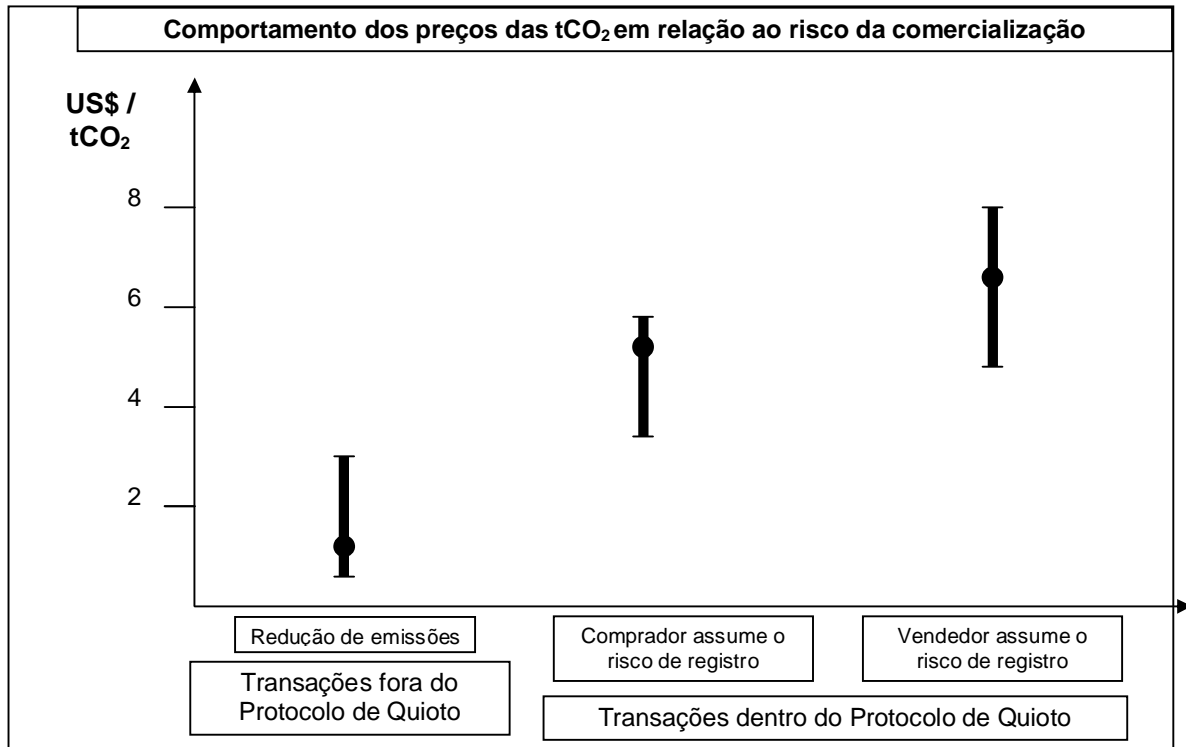 Comportamento dos preços das tCO₂ em relação ao risco da comercialização
US$ /
tCO₂
8
6
4
2
Redução de emissões
Comprador assume o
risco de registro
Vendedor assume o
risco de registro
Transações fora do
Protocolo de Quioto
Transações dentro do Protocolo de Quioto